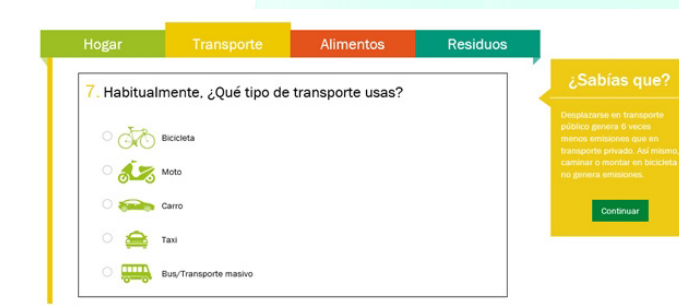 Hogar
Transporte
Alimentos
Residuos
7. Habitualmente, ¿Qué tipo de transporte usas?
Bicicleta
Moto
Carro
Taxi
Bus/Transporte masivo
¿Sabías que?
Desplazarse en transporte
público genera 6 veces
menos emisiones que en
transporte privado. Así mismo,
caminar o montar en bicicleta
no genera emisiones.
Continuar